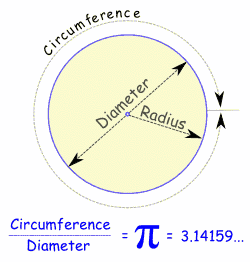 Circumference
Diameter
Radius
Circumference
Diameter
= π = 3.14159...